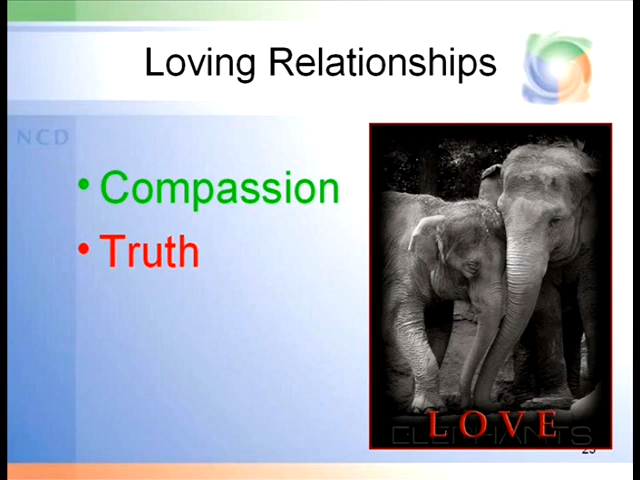 Loving Relationships
NCD
• Compassion
• Truth
LOVE
ELEPHANTS